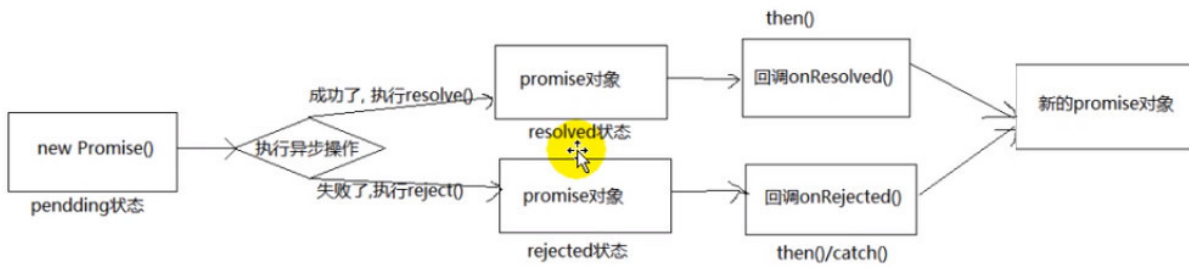 new Promise()
pendding状态
执行异步操作
成功了, 执行resolve()
promise对象
resolved状态
then()
回调onResolved()
失败了,执行reject()
promise对象
rejected状态
回调onRejected()
then()/catch()
新的promise对象